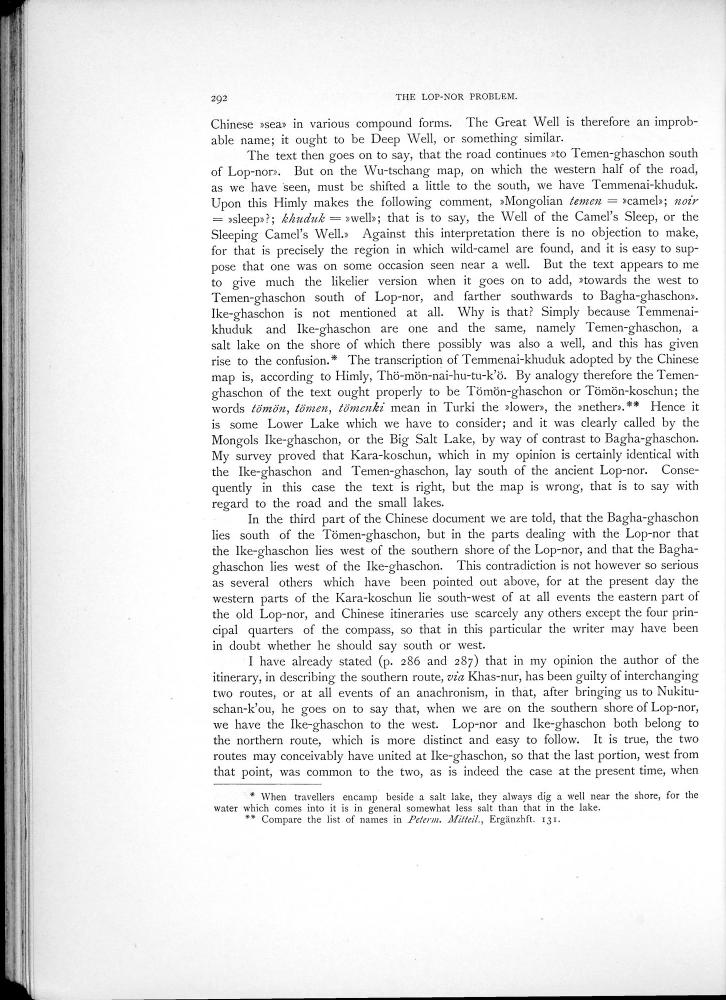 292
THE LOP-NOR PROBLEM.
Chinese »sea» in various compound forms. The Great Well is therefore an improb-
able name; it ought to be Deep Well, or something similar.
The text then goes on to say, that the road continues »to Temen-ghaschon south
of Lop-nor». But on the Wu-tschang map, on which the western half of the road,
as we have seen, must be shifted a little to the south, we have Temmenai-khuduk.
Upon this Himly makes the following comment, »Mongolian temen = »camel»; noir
= »sleep»?; khuduk = »well»; that is to say, the Well of the Camel's Sleep, or the
Sleeping Camel's Well.» Against this interpretation there is no objection to make,
for that is precisely the region in which wild-camel are found, and it is easy to sup-
pose that one was on some occasion seen near a well. But the text appears to me
to give much the likelier version when it goes on to add, »towards the west to
Temen-ghaschon south of Lop-nor, and farther southwards to Bagha-ghaschon».
Ike-ghaschon is not mentioned at all. Why is that? Simply because Temmenai-
khuduk and Ike-ghaschon are one and the same, namely Temen-ghaschon, a
salt lake on the shore of which there possibly was also a well, and this has given
rise to the confusion.* The transcription of Temmenai-khuduk adopted by the Chinese
map is, according to Himly, Thö-mön-nai-hu-tu-k'ö. By analogy therefore the Temen-
ghaschon of the text ought properly to be Tömön-ghaschon or Tömön-koschun; the
words tömön, tömen, tömenki mean in Turki the »lower», the »nether».** Hence it
is some Lower Lake which we have to consider; and it was clearly called by the
Mongols Ike-ghaschon, or the Big Salt Lake, by way of contrast to Bagha-ghaschon.
My survey proved that Kara-koschun, which in my opinion is certainly identical with
the Ike-ghaschon and Temen-ghaschon, lay south of the ancient Lop-nor. Conse-
quently in this case the text is right, but the map is wrong, that is to say with
regard to the road and the small lakes.
In the third part of the Chinese document we are told, that the Bagha-ghaschon
lies south of the Tömen-ghaschon, but in the parts dealing with the Lop-nor that
the Ike-ghaschon lies west of the southern shore of the Lop-nor, and that the Bagha-
ghaschon lies west of the Ike-ghaschon. This contradiction is not however so serious
as several others which have been pointed out above, for at the present day the
western parts of the Kara-koschun lie south-west of at all events the eastern part of
the old Lop-nor, and Chinese itineraries use scarcely any others except the four prin-
cipal quarters of the compass, so that in this particular the writer may have been
in doubt whether he should say south or west.
I have already stated (p. 286 and 287) that in my opinion the author of the
itinerary, in describing the southern route, via Khas-nur, has been guilty of interchanging
two routes, or at all events of an anachronism, in that, after bringing us to Nukitu-
schan-k'ou, he goes on to say that, when we are on the southern shore of Lop-nor,
we have the Ike-ghaschon to the west. Lop-nor and Ike-ghaschon both belong to
the northern route, which is more distinct and easy to follow. It is true, the two
routes may conceivably have united at Ike-ghaschon, so that the last portion, west from
that point, was common to the two, as is indeed the case at the present time, when
* When travellers encamp beside a salt lake, they always dig a well near the shore, for the
water which comes into it is in general somewhat less salt than that in the lake.
** Compare the list of names in Peterm. Mitteil., Ergänzhft. 131.